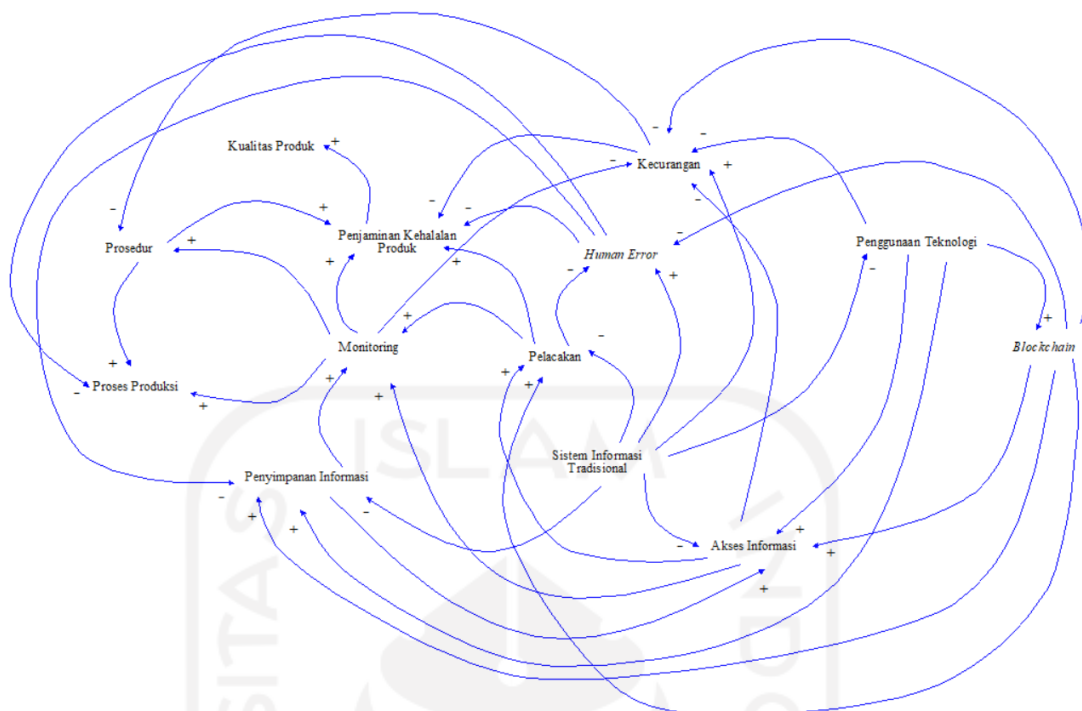 Kualitas Produk
Kecurangan
Prosedur
Penjaminan Kehalalan
Produk
Human Error
Penggunaan Teknologi
Monitoring
Pelacakan
Blockchain
Proses Produksi
Sistem Informasi
Tradisional
Penyimpanan Informasi
Akses Informasi
ISLAM